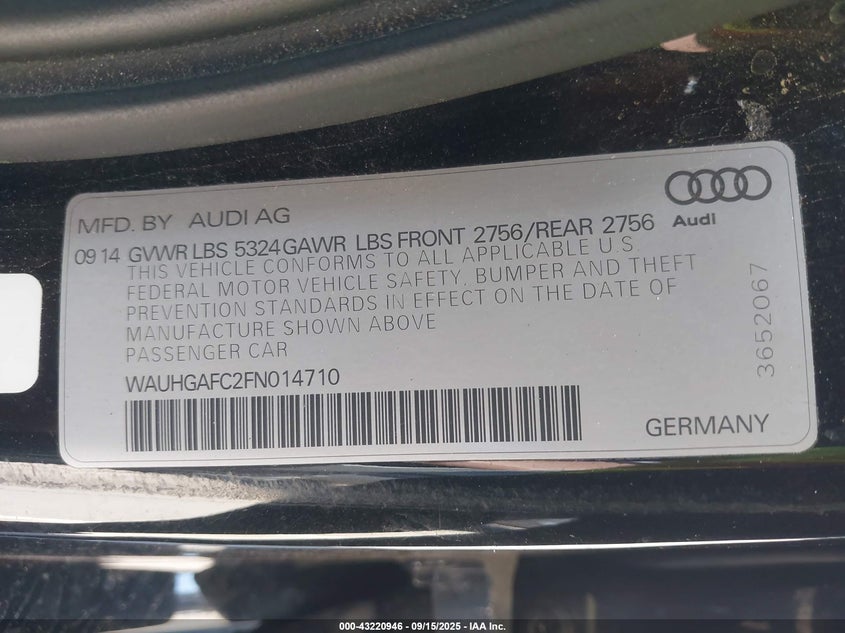 MFD. BY AUDI AG
Audi
09 14 GVWR LBS 5324 GAWR LBS FRONT 2756/REAR 2756
THIS VEHICLE CONFORMS TO ALL APPLICABLE U.S.
FEDERAL MOTOR VEHICLE SAFETY, BUMPER AND THEFT
PREVENTION STANDARDS IN EFFECT ON THE DATE OF
MANUFACTURE SHOWN ABOVE
PASSENGER CAR
3652067
WAUHGAFC2FN014710
GERMANY
000-43220946 - 09/15/2025 - IAA Inc.